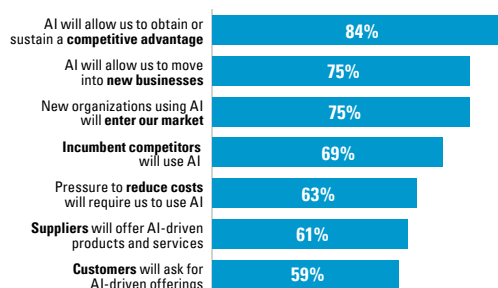 AI will allow us to obtain or
sustain a competitive advantage
84%
AI will allow us to move
into new businesses
75%
New organizations using AI
will enter our market
75%
Incumbent competitors
will use AI
69%
Pressure to reduce costs
will require us to use AI
63%
Suppliers will offer AI-driven
products and services
61%
Customers will ask for
AI-driven offerings
59%